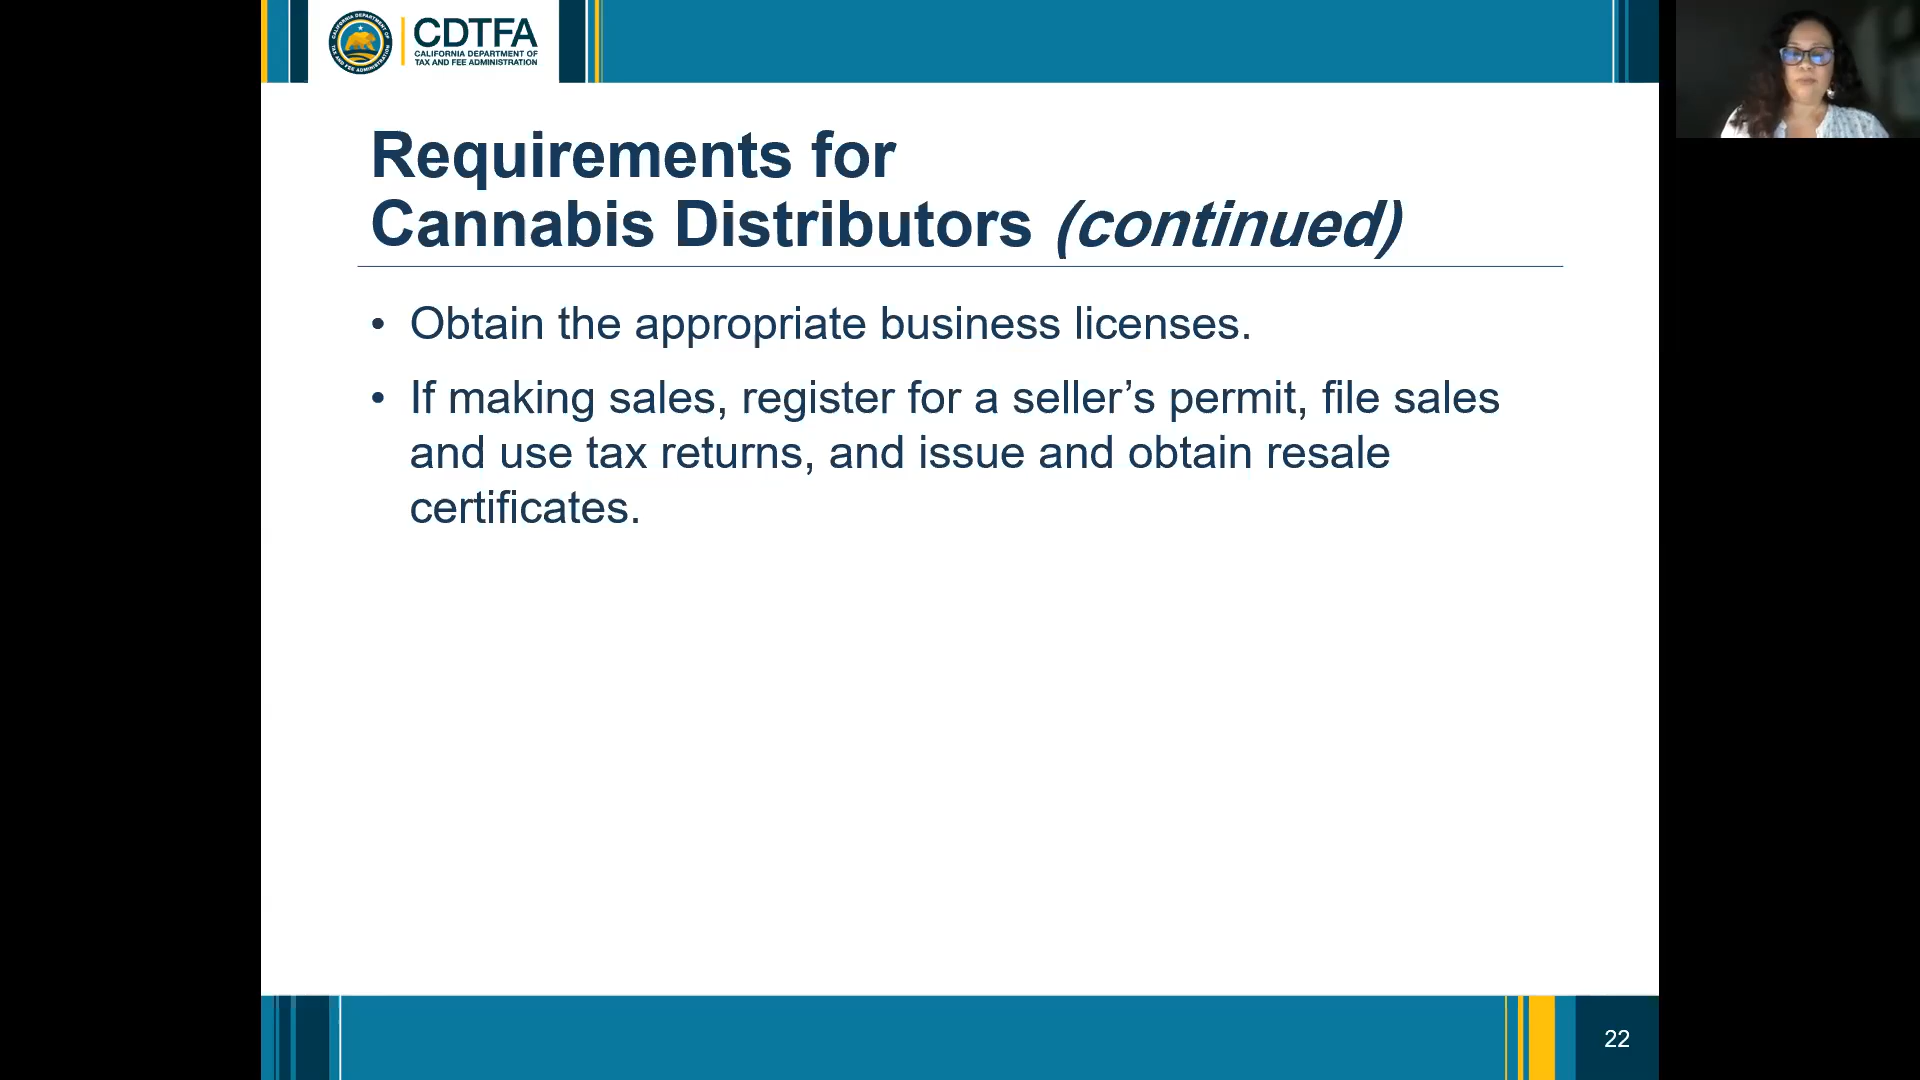 CDTFA
CALIFORNIA DEPARTMENT OF
TAX AND FEE ADMINISTRATION
Requirements for
Cannabis Distributors (continued)
• Obtain the appropriate business licenses.
• If making sales, register for a seller’s permit, file sales
and use tax returns, and issue and obtain resale
certificates.
22